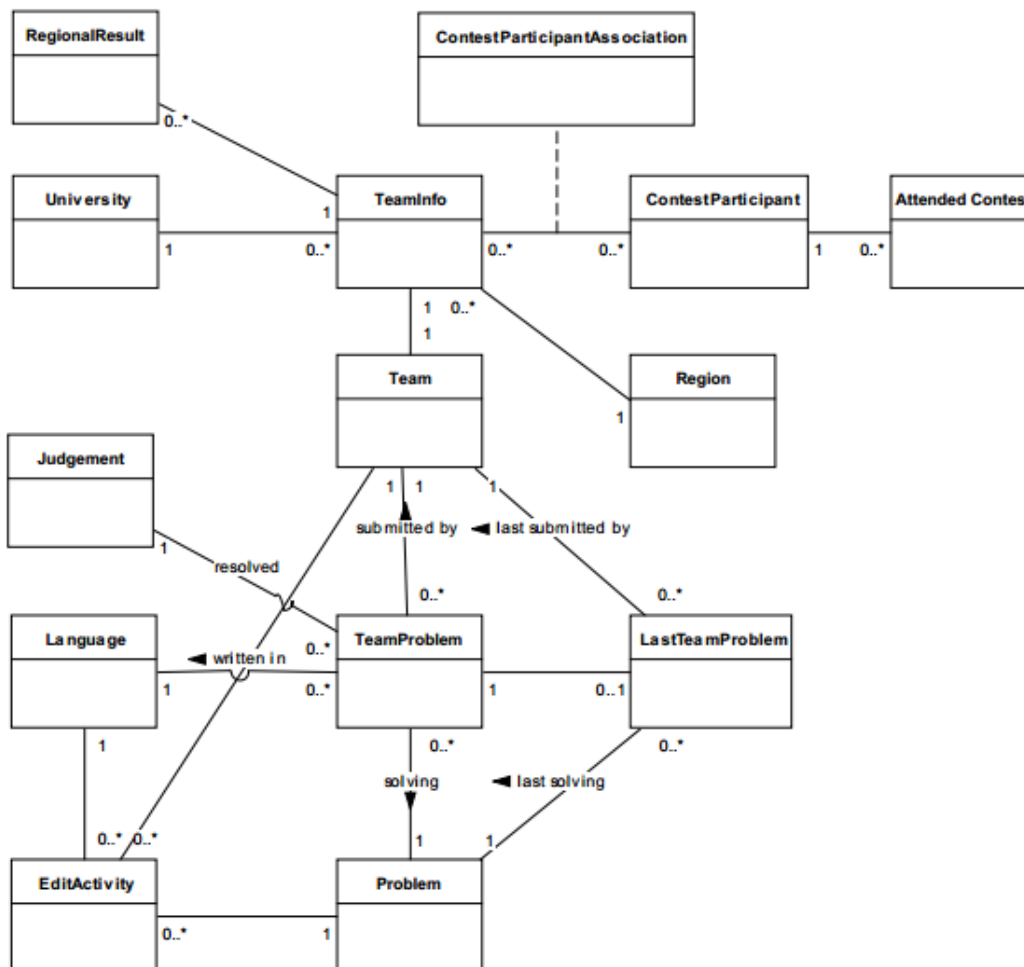 RegionalResult
ContestParticipantAssociation
0..*
University
TeamInfo
ContestParticipant
Attended Contes
1
1
0..*
0..*
0..*
1
0..*
1
0..*
1
Team
Region
1
Judgement
1
1
1
submitted by
last submitted by
1
resolved
0..*
0..*
Language
TeamProblem
LastTeamProblem
0..*
written in
1
0..*
1
0..1
1
0..*
0..*
solving
last solving
0..*
0..*
1
1
EditActivity
Problem
0..*
1